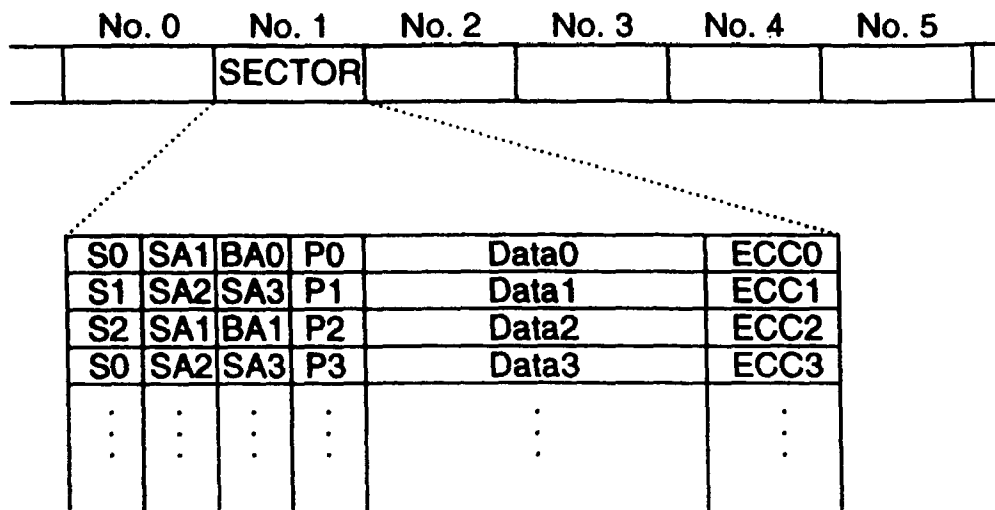 No. 0 No. 1 No. 2 No. 3 No. 4 No. 5
SECTOR
S0 SA1 BA0 P0 Data0 ECC0
S1 SA2 SA3 P1 Data1 ECC1
S2 SA1 BA1 P2 Data2 ECC2
S0 SA2 SA3 P3 Data3 ECC3